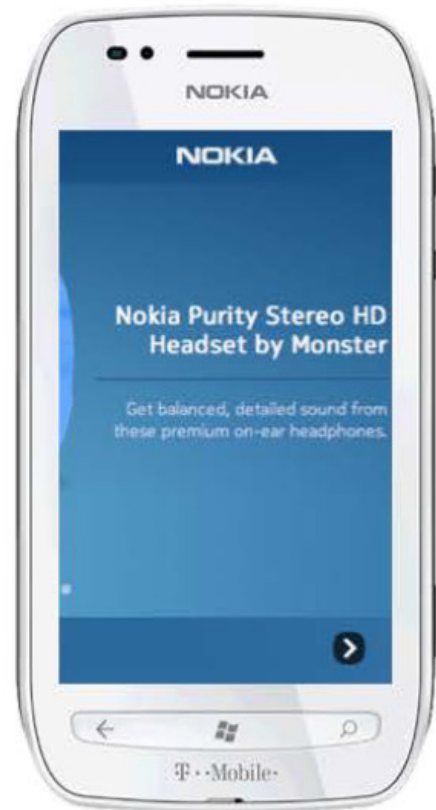 NOKIA
NOKIA
Nokia Purity Stereo HD
Headset by Monster
Get balanced, detailed sound from
these premium on-ear headphones.
T··Mobile·